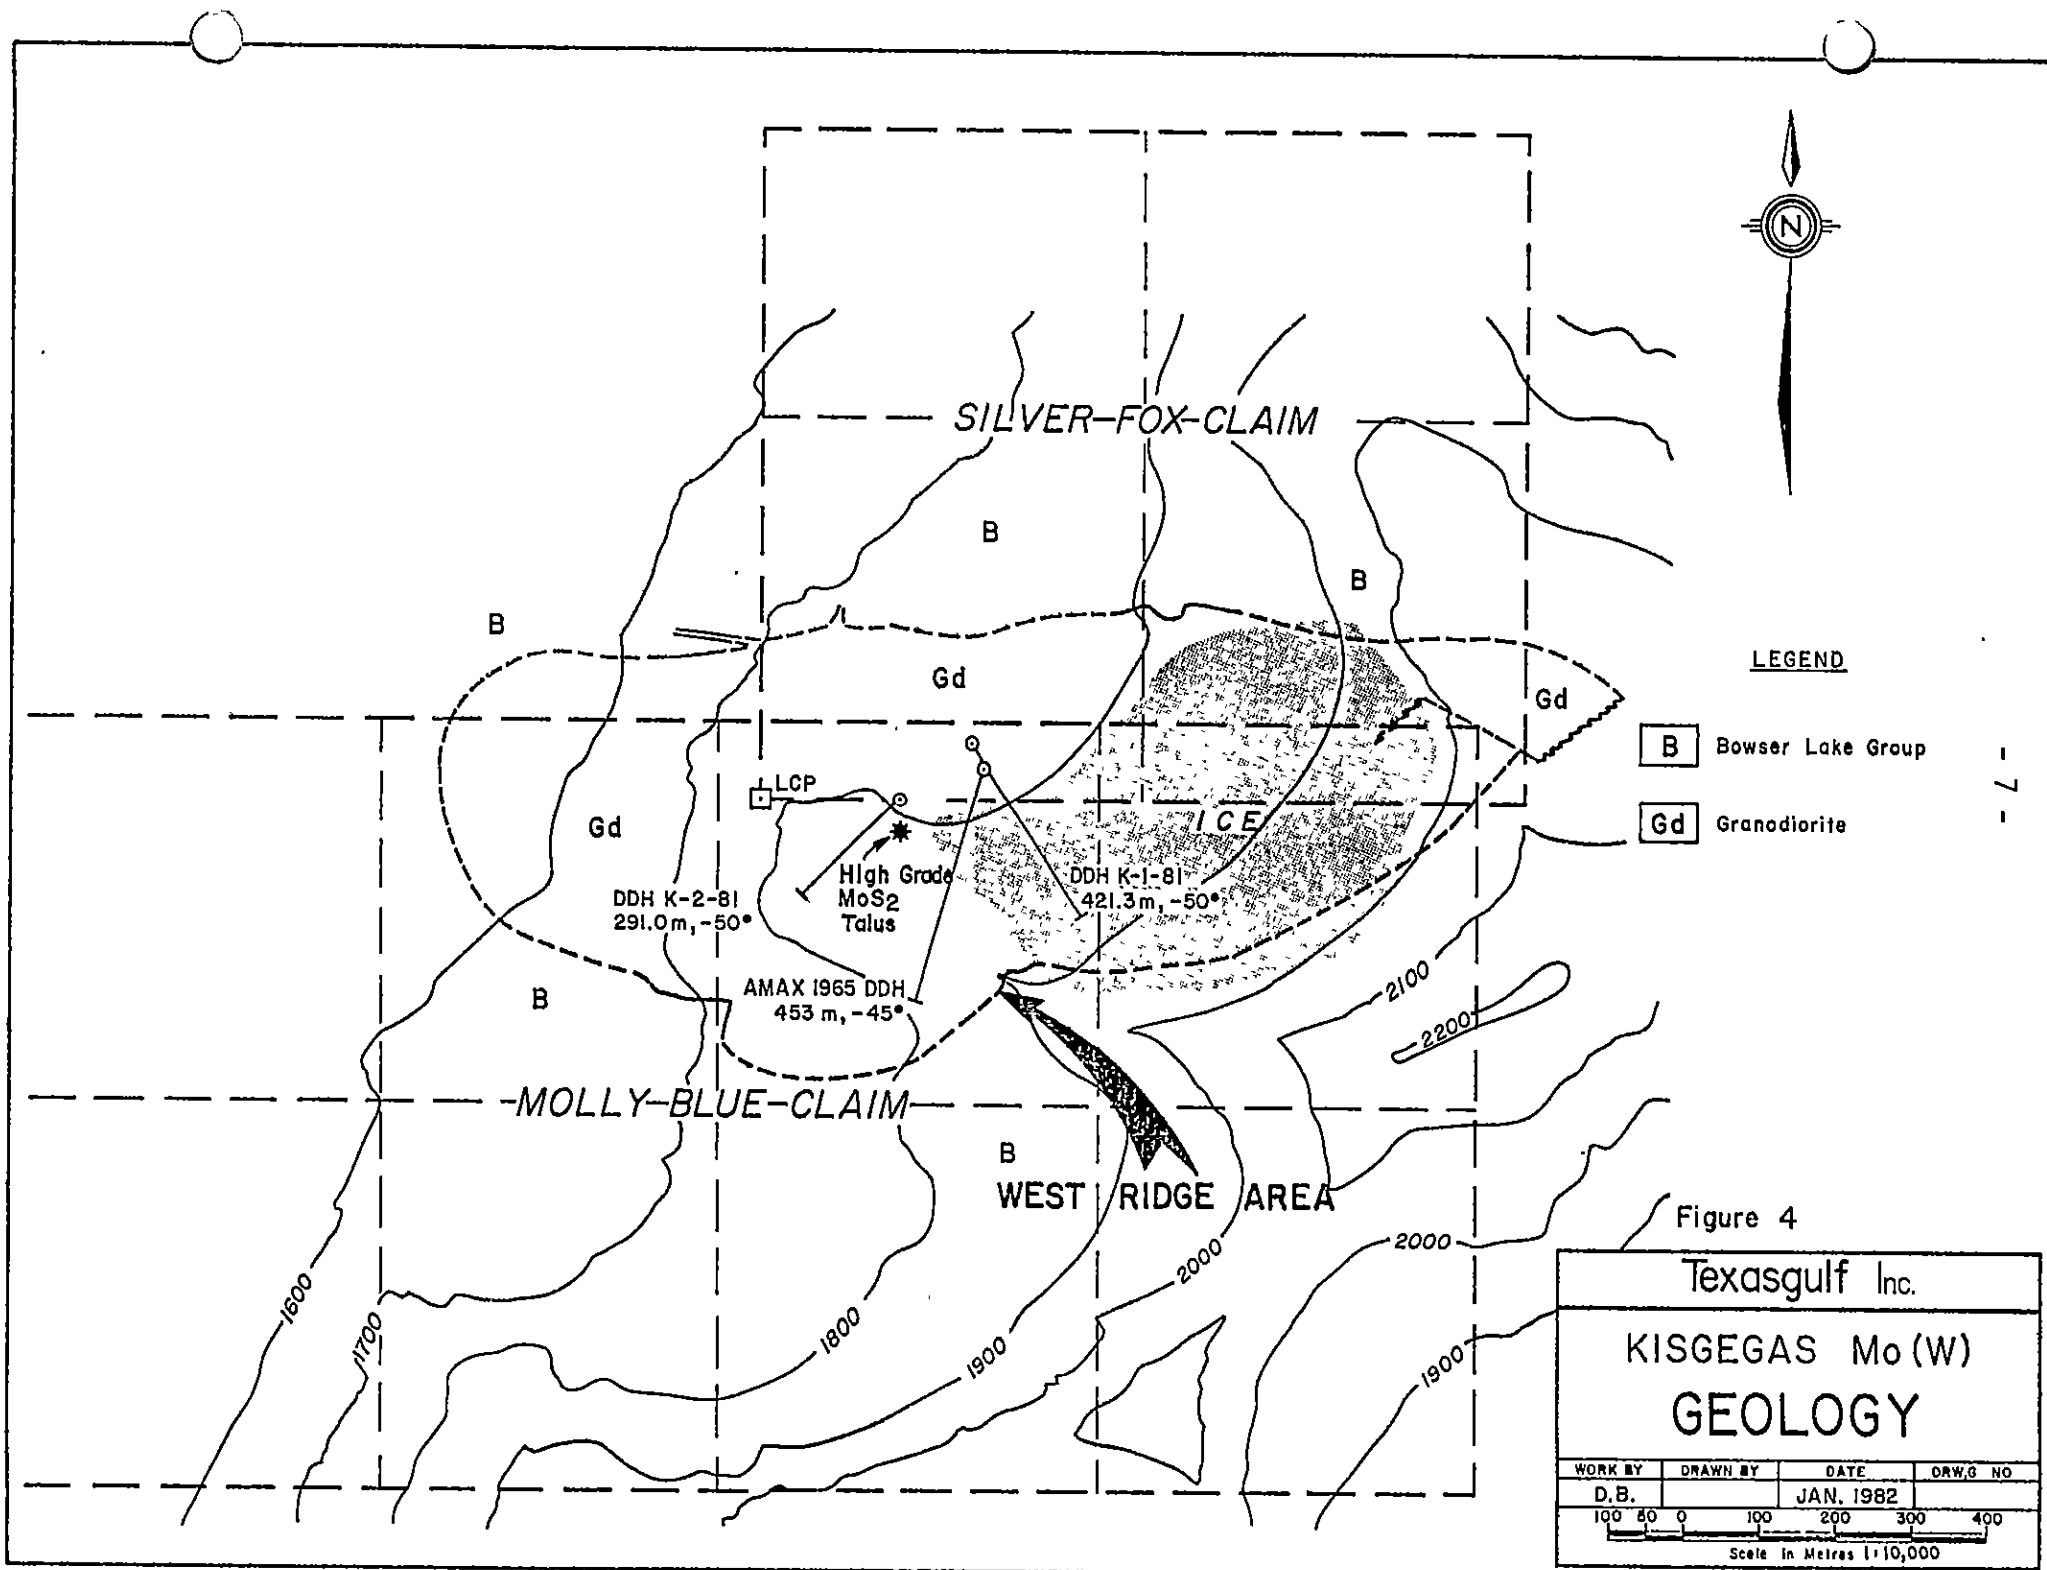 N
SILVER-FOX-CLAIM
B
B
B
Gd
Gd
LEGEND
B Bowser Lake Group
Gd Granodiorite
- 7 -
LCP
Gd
ICE
High Grade
MoS2
Talus
DDH K-2-81
291.0m, -50°
DDH K-1-81
421.3m, -50°
AMAX 1965 DDH
453 m, -45°
B
2100
2200
MOLLY-BLUE-CLAIM
B
WEST RIDGE AREA
1600
1700
1800
1900
2000
2000
1900
Figure 4
Texasgulf Inc.
KISGEGAS Mo (W)
GEOLOGY
WORK BY DRAWN BY DATE DRW,G NO
D.B. JAN. 1982
100 50 0 100 200 300 400
Scale in Metres 1:10,000